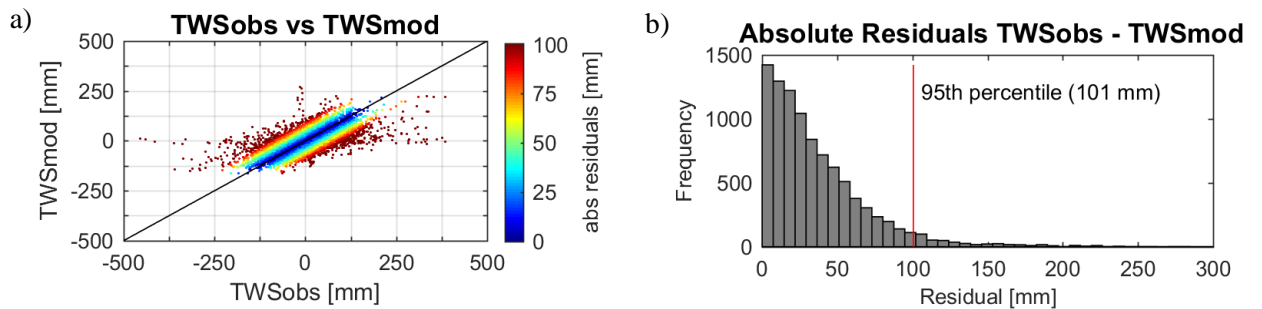 a)
TWSobs vs TWSmod
500
250
0
-250
-500
TWSmod [mm]
-500
-250
0
250
500
TWSobs [mm]
100
75
50
25
0
abs residuals [mm]
b)
Absolute Residuals TWSobs - TWSmod
1500
1000
500
0
Frequency
95th percentile (101 mm)
0
50
100
150
200
250
300
Residual [mm]